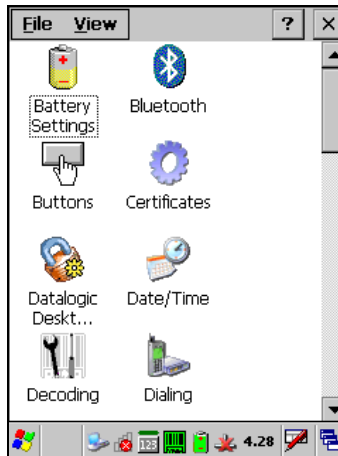 File View ? ×
Battery
Settings
Bluetooth
Buttons
Certificates
Datalogic
Deskt...
Date/Time
Decoding
Dialing
123
4.28